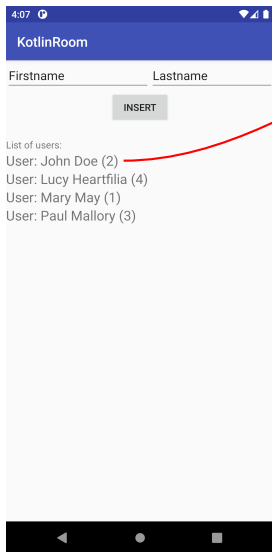 4:07
KotlinRoom
Firstname Lastname
INSERT
List of users:
User: John Doe (2)
User: Lucy Heartfilia (4)
User: Mary May (1)
User: Paul Mallory (3)